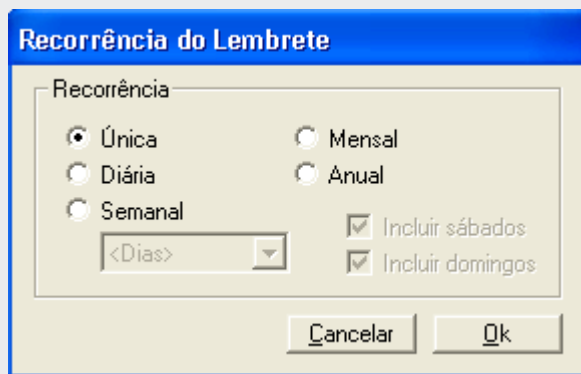 Recorrência do Lembrete
Recorrência
Única
Mensal
Diária
Anual
Semanal
<Dias>
Incluir sábados
Incluir domingos
Cancelar
Ok